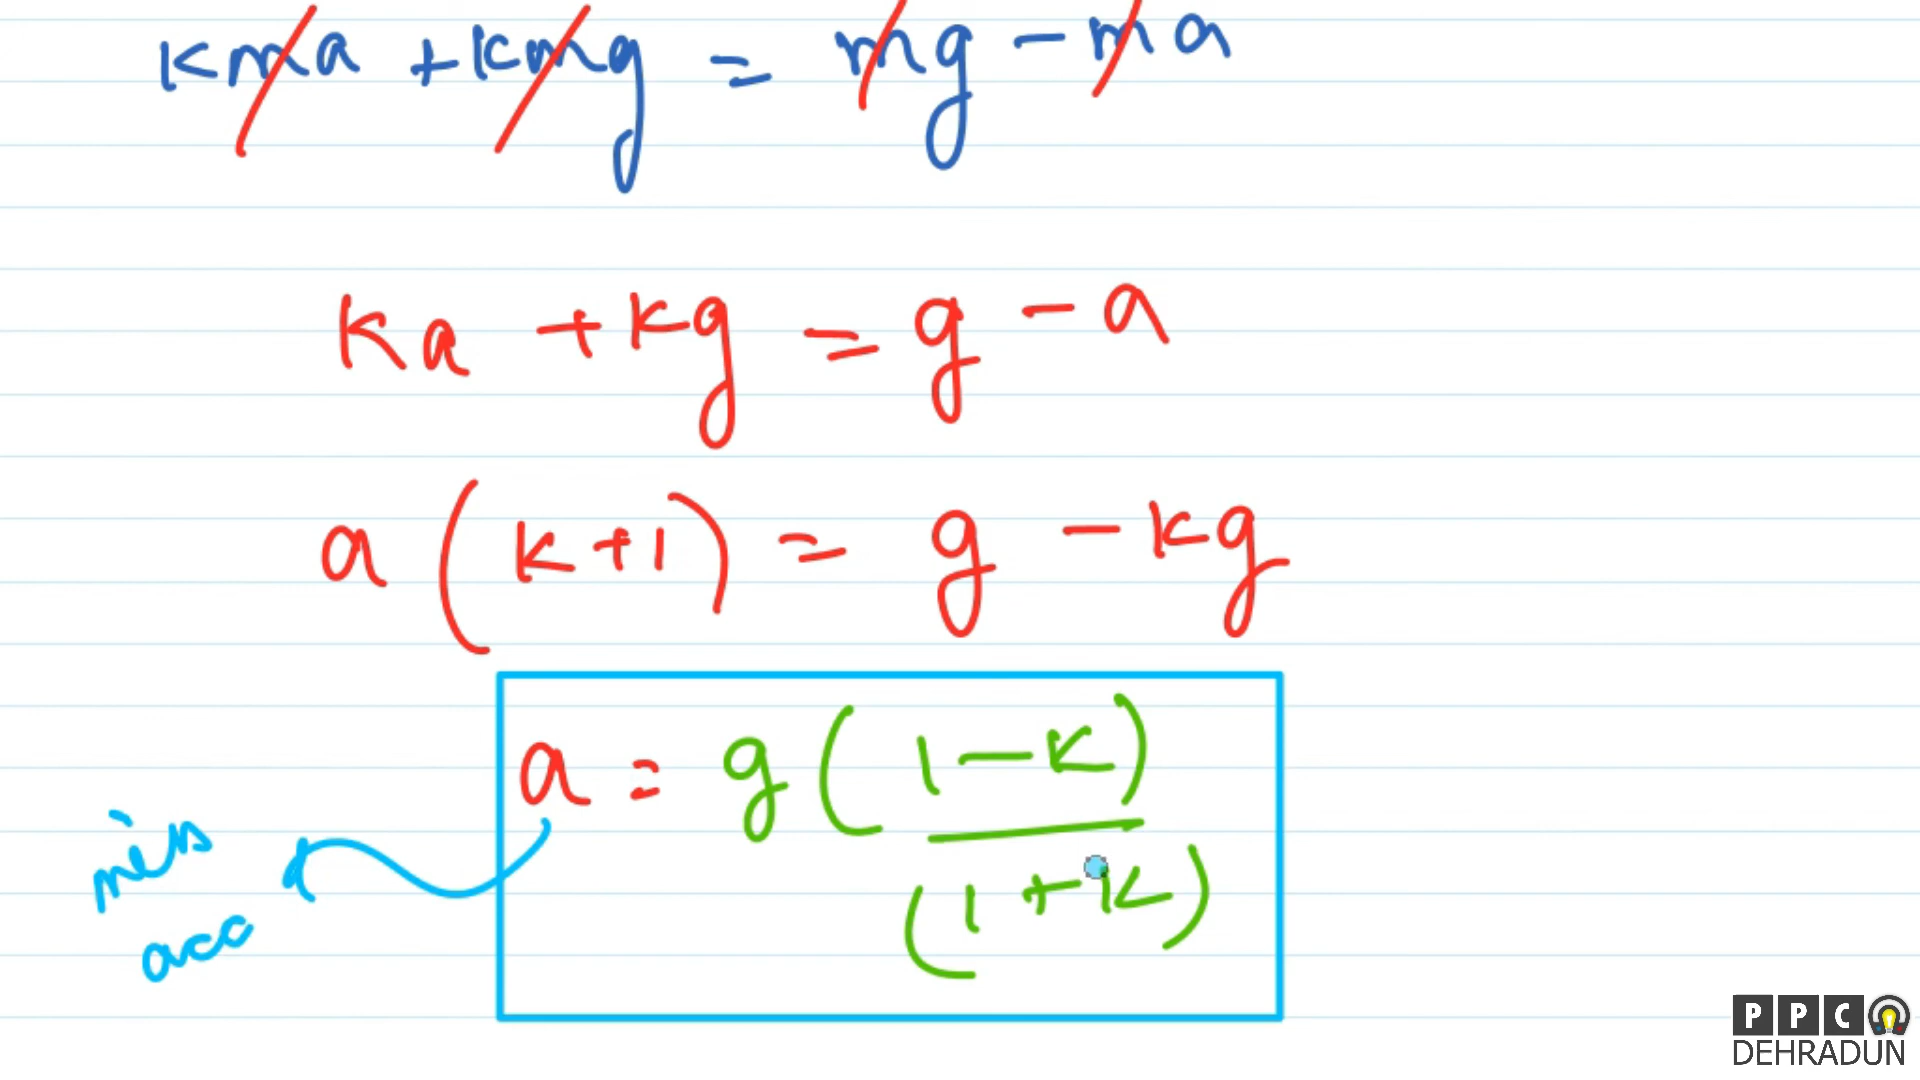 kma + kmg = mg - ma
ka + kg = g - a
a (k+1) = g - kg
a = g (1-k)
(1+k)
min
acc
PPC
DEHRADUN